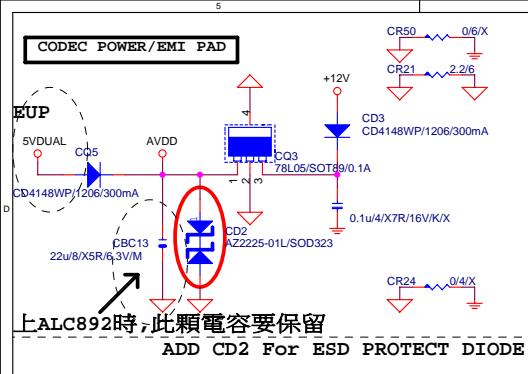 5
CODEC POWER/EMI PAD
CR50
0/6/X
CR21
2.2/6
+12V
EUP
5VDUAL
AVDD
4
CD3
CD4148WP/1206/300mA
CQ5
CD4148WP/1206/300mA
CQ3
78L05/SOT89/0.1A
1
2
3
D
0.1u/4/X7R/16V/K/X
CD2
AZ2225-01L/SOD323
CBC13
22u/8/X5R/6.3V/M
CR24
0/4/X
上ALC892時,此顆電容要保留
ADD CD2 For ESD PROTECT DIODE